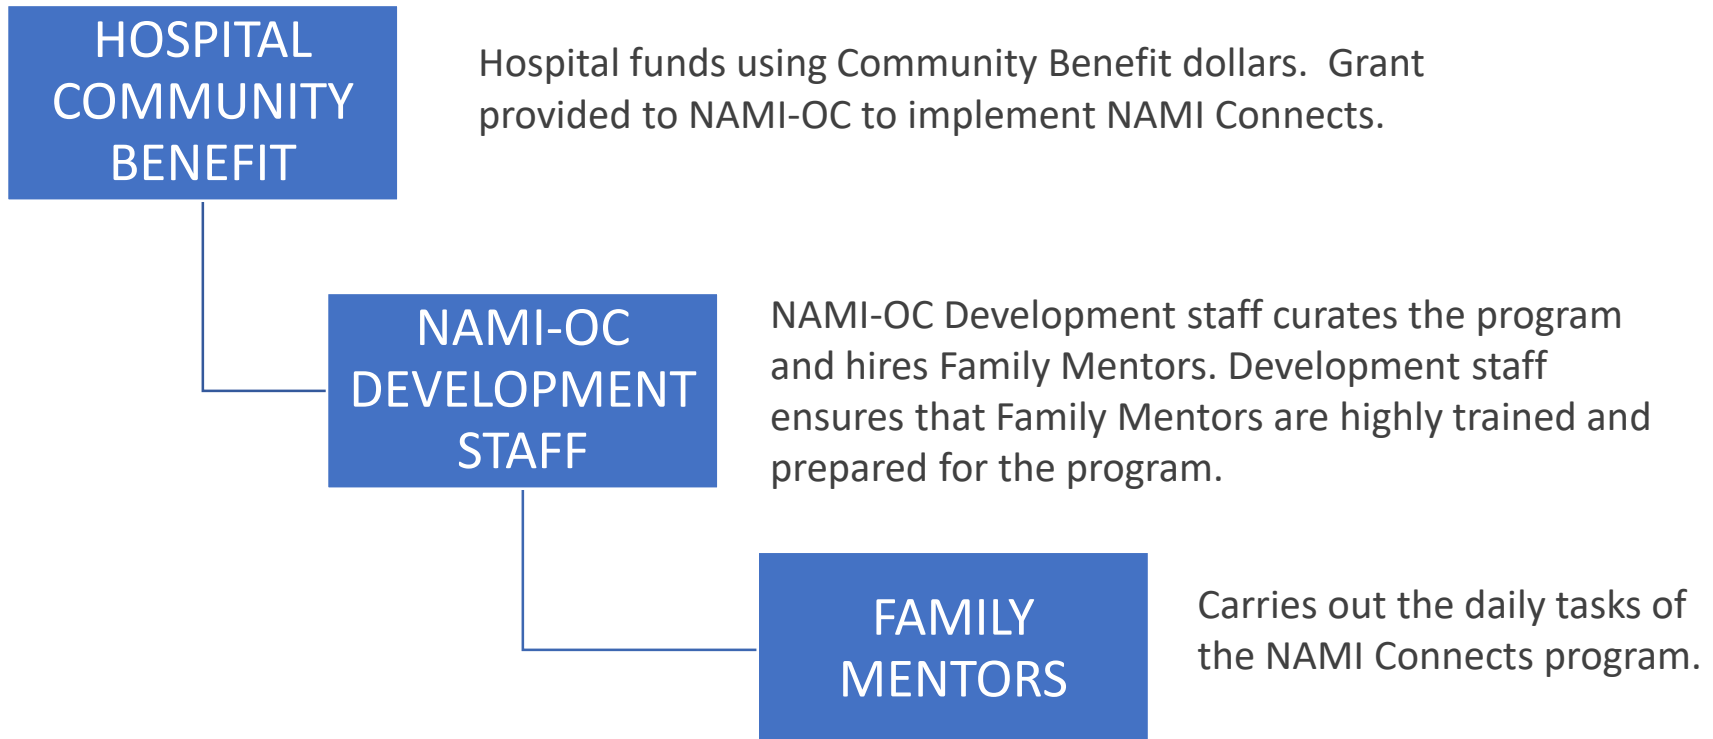 HOSPITAL
COMMUNITY
BENEFIT
Hospital funds using Community Benefit dollars.  Grant
provided to NAMI-OC to implement NAMI Connects.
NAMI-OC
DEVELOPMENT
STAFF
NAMI-OC Development staff curates the program
and hires Family Mentors. Development staff
ensures that Family Mentors are highly trained and
prepared for the program.
FAMILY
MENTORS
Carries out the daily tasks of
the NAMI Connects program.